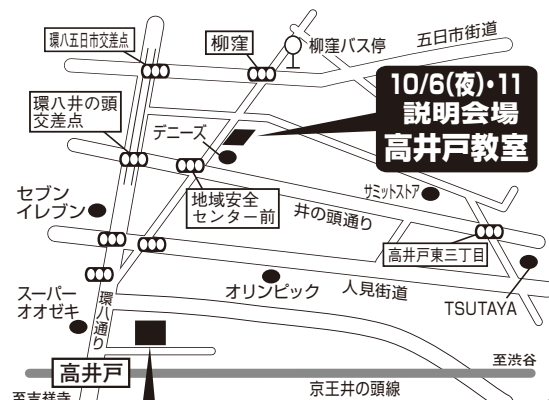 環八五日市交差点
柳窪
柳窪バス停
五日市街道
10/6(夜)・11
説明会場
高井戸教室
環八井の頭
交差点
デニーズ
サミットストア
セブン
イレブン
地域安全
センター前
井の頭通り
高井戸東三丁目
スーパー
オオゼキ
環八通り
オリンピック
人見街道
TSUTAYA
高井戸
至渋谷
至吉祥寺
京王井の頭線